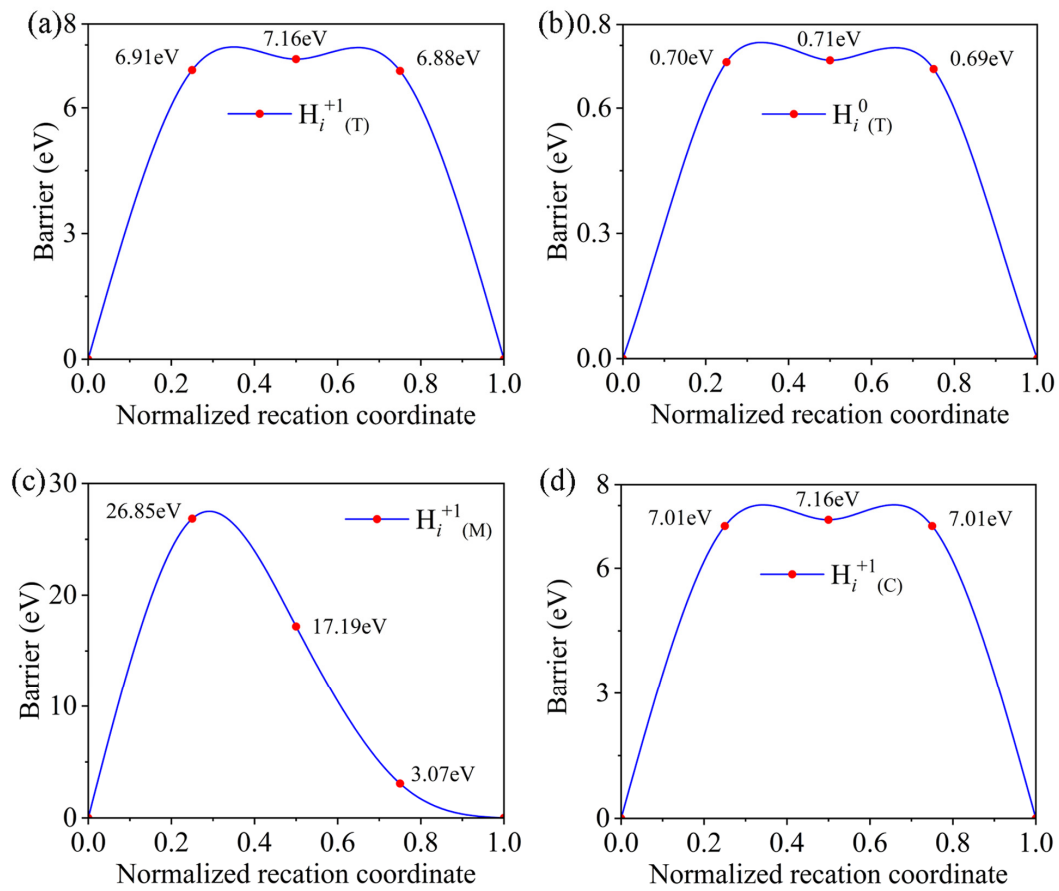 (a)
8
6
3
0
Barrier (eV)
6.91eV
7.16eV
6.88eV
H_i^{+1}_{(T)}
0.0 0.2 0.4 0.6 0.8 1.0
Normalized recation coordinate
(b)
0.8
0.6
0.3
0.0
Barrier (eV)
0.70eV
0.71eV
0.69eV
H_i^{0}_{(T)}
0.0 0.2 0.4 0.6 0.8 1.0
Normalized recation coordinate
(c)
30
20
10
0
Barrier (eV)
26.85eV
H_i^{+1}_{(M)}
17.19eV
3.07eV
0.0 0.2 0.4 0.6 0.8 1.0
Normalized recation coordinate
(d)
8
6
3
0
Barrier (eV)
7.01eV
7.16eV
7.01eV
H_i^{+1}_{(C)}
0.0 0.2 0.4 0.6 0.8 1.0
Normalized recation coordinate